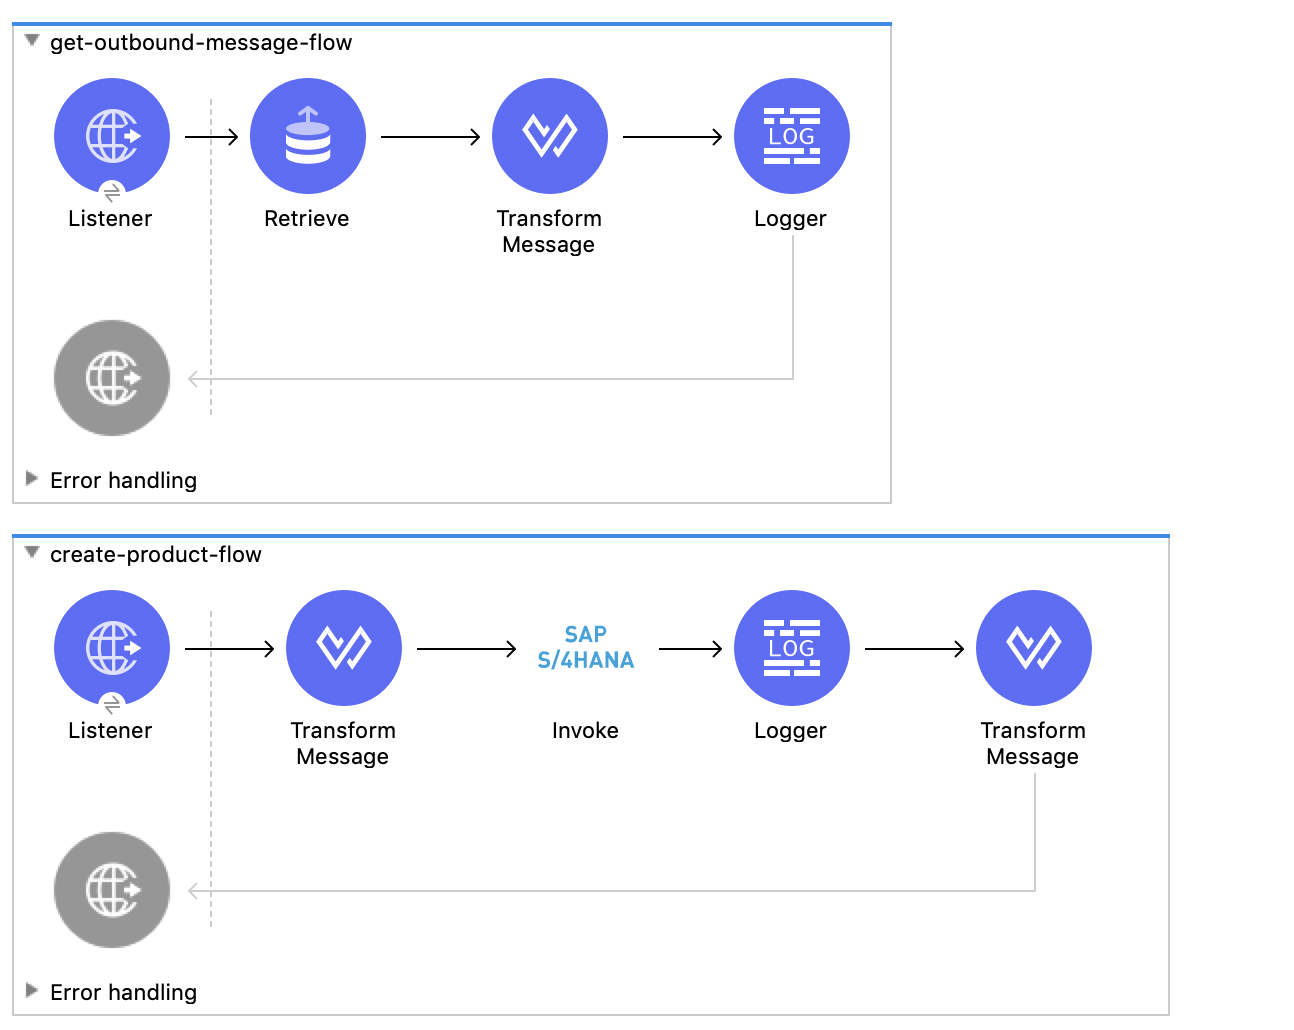 get-outbound-message-flow
LOG
Listener
Retrieve
Transform
Message
Logger
Error handling
create-product-flow
SAP
S/4HANA
LOG
Listener
Transform
Message
Invoke
Logger
Transform
Message
Error handling